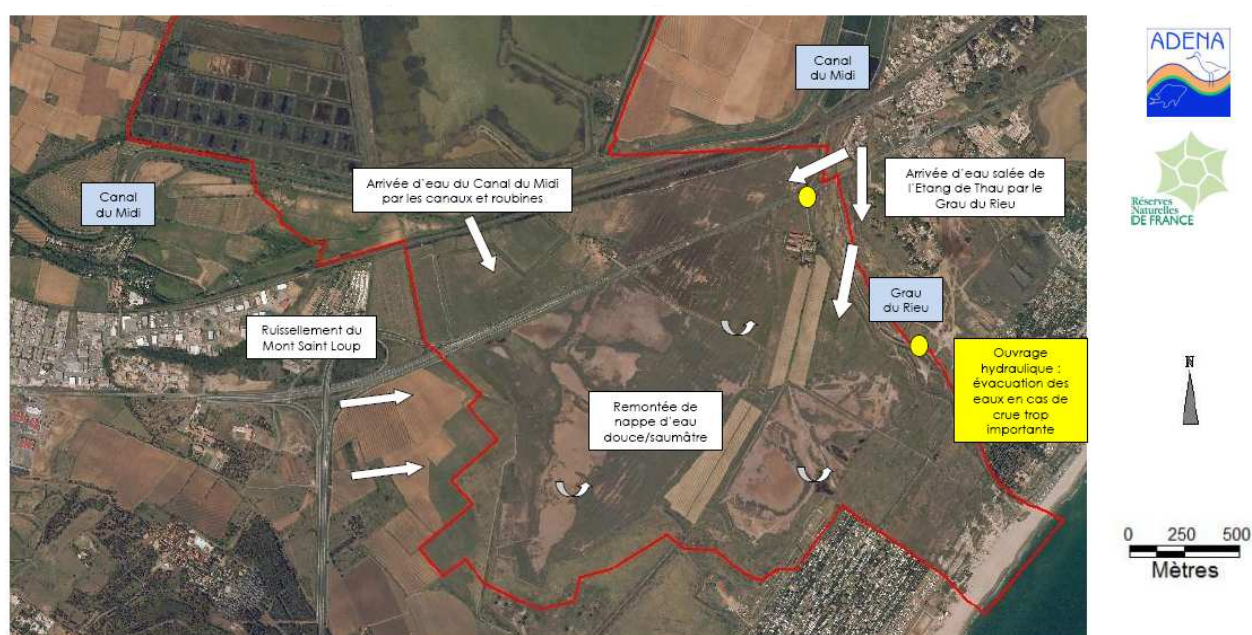 Canal
du Midi
ADENA
Arrivée d'eau du Canal du Midi
par les canaux et roubines
Arrivée d'eau salée de
l'Etang de Thau par le
Grau du Rieu
Canal
du Midi
Réserves
Naturelles
DE FRANCE
Grau
du Rieu
Ruissellement du
Mont Saint Loup
Ouvrage
hydraulique :
évacuation des
eaux en cas de
crue trop
importante
Remontée de
nappe d'eau
douce/saumâtre
N
0 250 500
Mètres